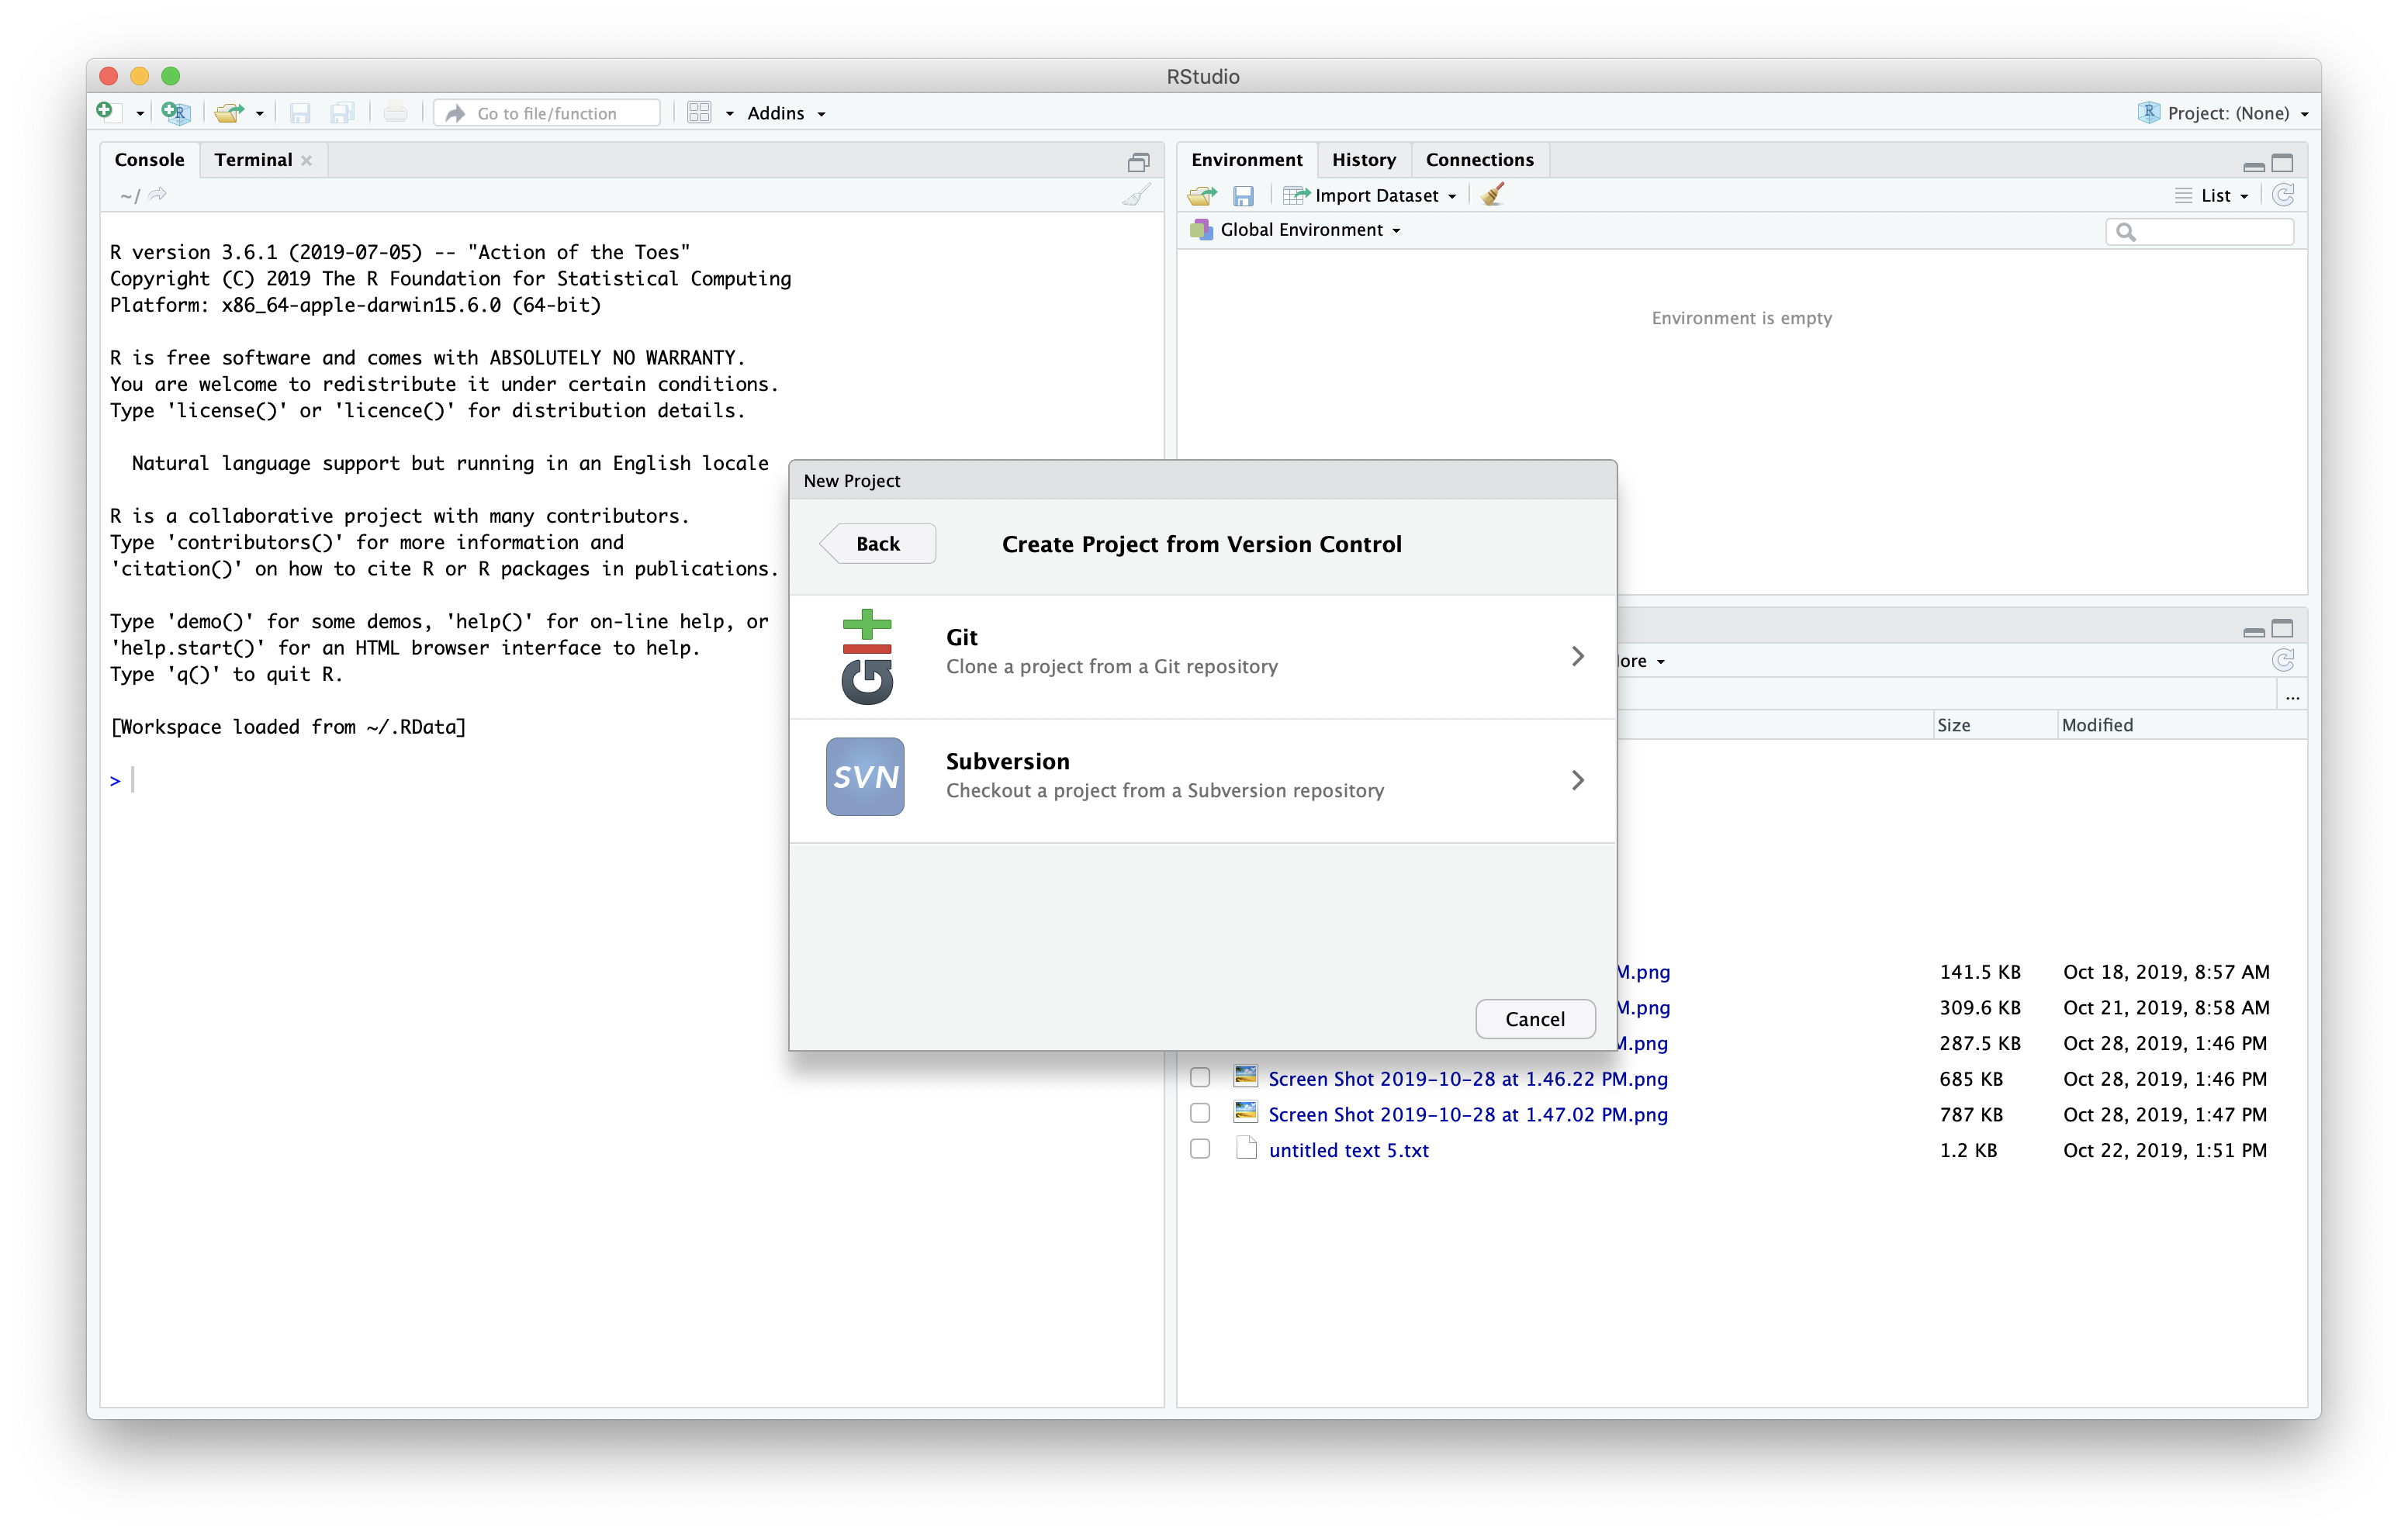 RStudio
Go to file/function
Addins
Project: (None)
Console
Terminal
~/
R version 3.6.1 (2019-07-05) -- "Action of the Toes"
Copyright (C) 2019 The R Foundation for Statistical Computing
Platform: x86_64-apple-darwin15.6.0 (64-bit)
R is free software and comes with ABSOLUTELY NO WARRANTY.
You are welcome to redistribute it under certain conditions.
Type 'license()' or 'licence()' for distribution details.
Natural language support but running in an English locale
R is a collaborative project with many contributors.
Type 'contributors()' for more information and
'citation()' on how to cite R or R packages in publications.
Type 'demo()' for some demos, 'help()' for on-line help, or
'help.start()' for an HTML browser interface to help.
Type 'q()' to quit R.
[Workspace loaded from ~/.RData]
>
Environment
History
Connections
Import Dataset
List
Global Environment
Environment is empty
New Project
Back
Create Project from Version Control
git
Git
Clone a project from a Git repository
SVN
Subversion
Checkout a project from a Subversion repository
Cancel
...
Size
Modified
M.png 141.5 KB Oct 18, 2019, 8:57 AM
M.png 309.6 KB Oct 21, 2019, 8:58 AM
M.png 287.5 KB Oct 28, 2019, 1:46 PM
Screen Shot 2019-10-28 at 1.46.22 PM.png 685 KB Oct 28, 2019, 1:46 PM
Screen Shot 2019-10-28 at 1.47.02 PM.png 787 KB Oct 28, 2019, 1:47 PM
untitled text 5.txt 1.2 KB Oct 22, 2019, 1:51 PM